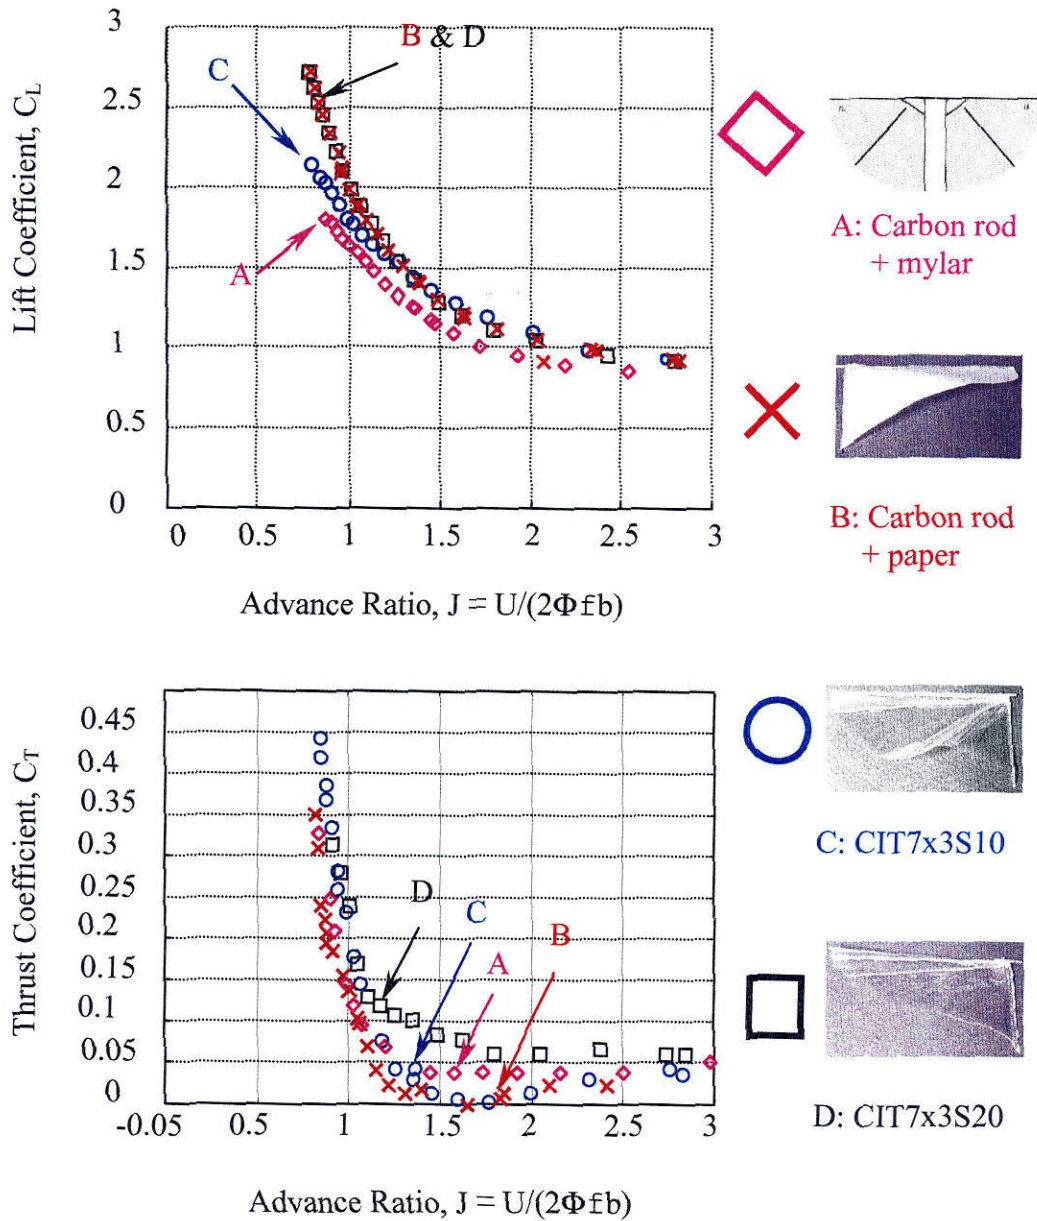 3
2.5
2
1.5
1
0.5
0
Lift Coefficient, C_L
B & D
C
A
0 0.5 1 1.5 2 2.5 3
Advance Ratio, J = U/(2Φfb)
A: Carbon rod
+ mylar
B: Carbon rod
+ paper
0.45
0.4
0.35
0.3
0.25
0.2
0.15
0.1
0.05
0
Thrust Coefficient, C_T
D
C
B
A
-0.05 0.5 1 1.5 2 2.5 3
Advance Ratio, J = U/(2Φfb)
C: CIT7x3S10
D: CIT7x3S20